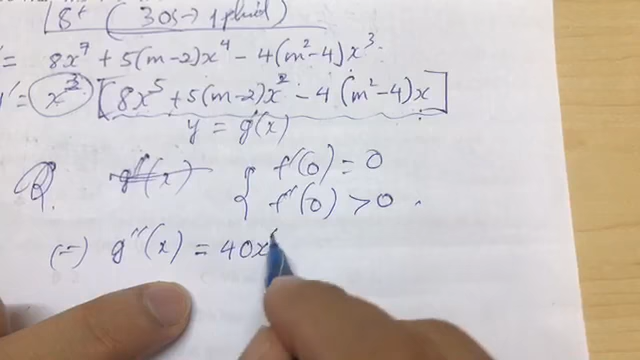 8⁺ (30s → 1 phút)
y' = 8x⁷ + 5(m-2)x⁴ - 4(m²-4)x³.
y' = x² [8x⁵ + 5(m-2)x² - 4(m²-4)x]
y = g(x)
g''(x) { f'(0) = 0
f''(0) > 0.
(=) g''(x) = 40x